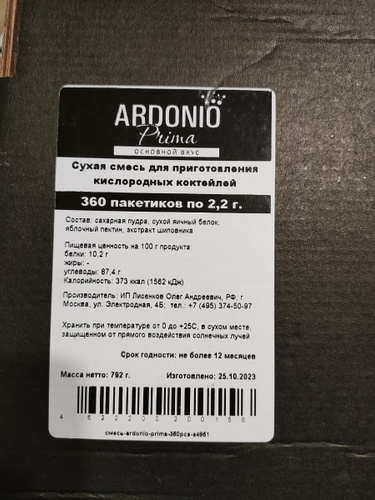 ARDONIO
Prima
ОСНОВНОЙ ВКУС
Сухая смесь для приготовления
кислородных коктейлей
360 пакетиков по 2,2 г.
Состав: сахарная пудра, сухой яичный белок,
яблочный пектин, экстракт шиповника
Пищевая ценность на 100 г продукта:
белки: 10,2 г
жиры: -
углеводы: 87,4 г
Калорийность: 373 ккал (1562 кДж)
Производитель: ИП Лисенков Олег Андреевич, РФ, г.
Москва, ул. Электродная, 4Б; тел.: +7 (495) 374-50-97
Хранить при температуре от 0 до +25С, в сухом месте,
защищенном от прямого воздействия солнечных лучей
Срок годности: не более 12 месяцев
Масса нетто: 792 г. Изготовлено: 25.10.2023
4 622200 200156
смесь-ardonio-prima-360pcs-a4861